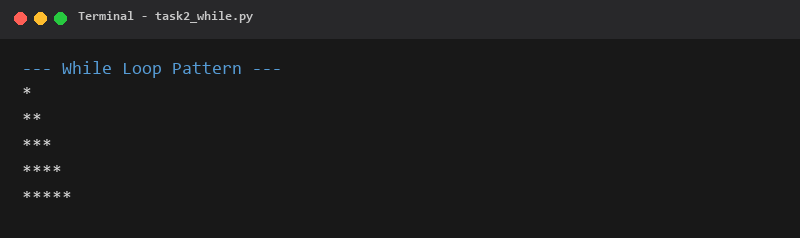 Terminal - task2_while.py
--- While Loop Pattern ---
*
**
***
****
*****